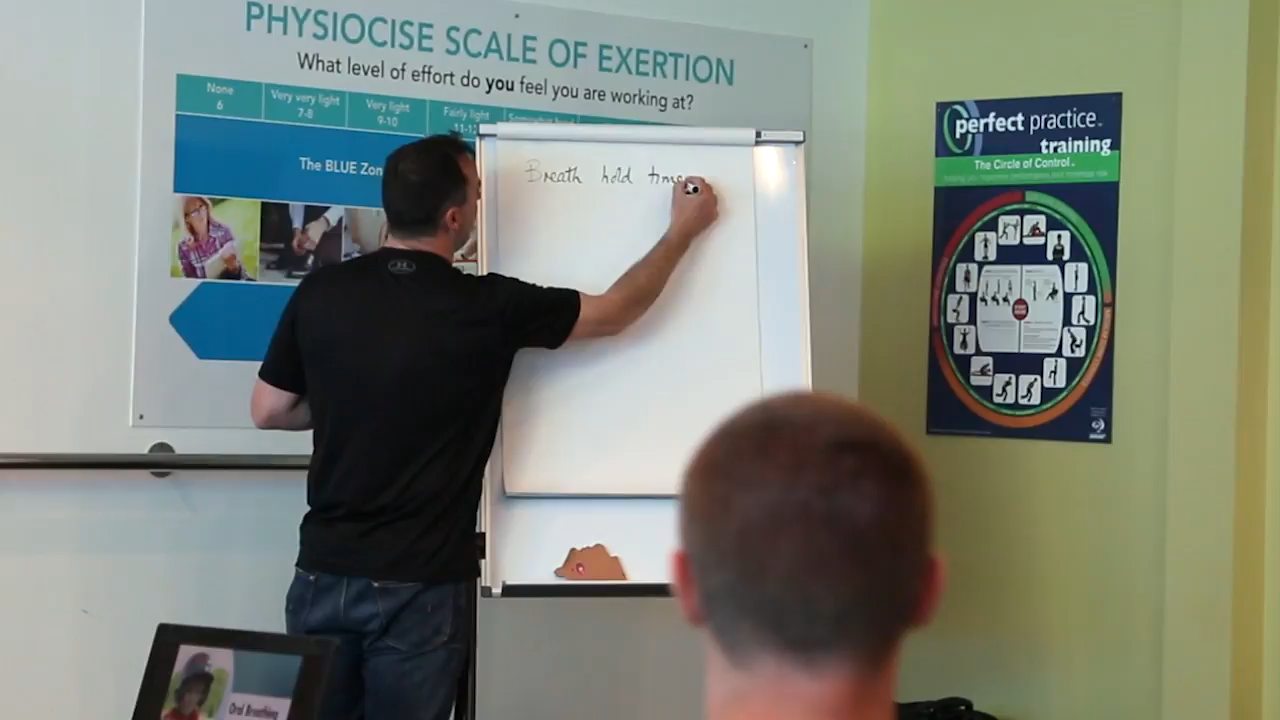 PHYSIOCISE SCALE OF EXERTION
What level of effort do you feel you are working at?
None
6
Very very light
7-8
Very light
9-10
Fairly light
11-12
The BLUE Zon
Breath hold time
perfect practice
training
The Circle of Control
Oral Breathing